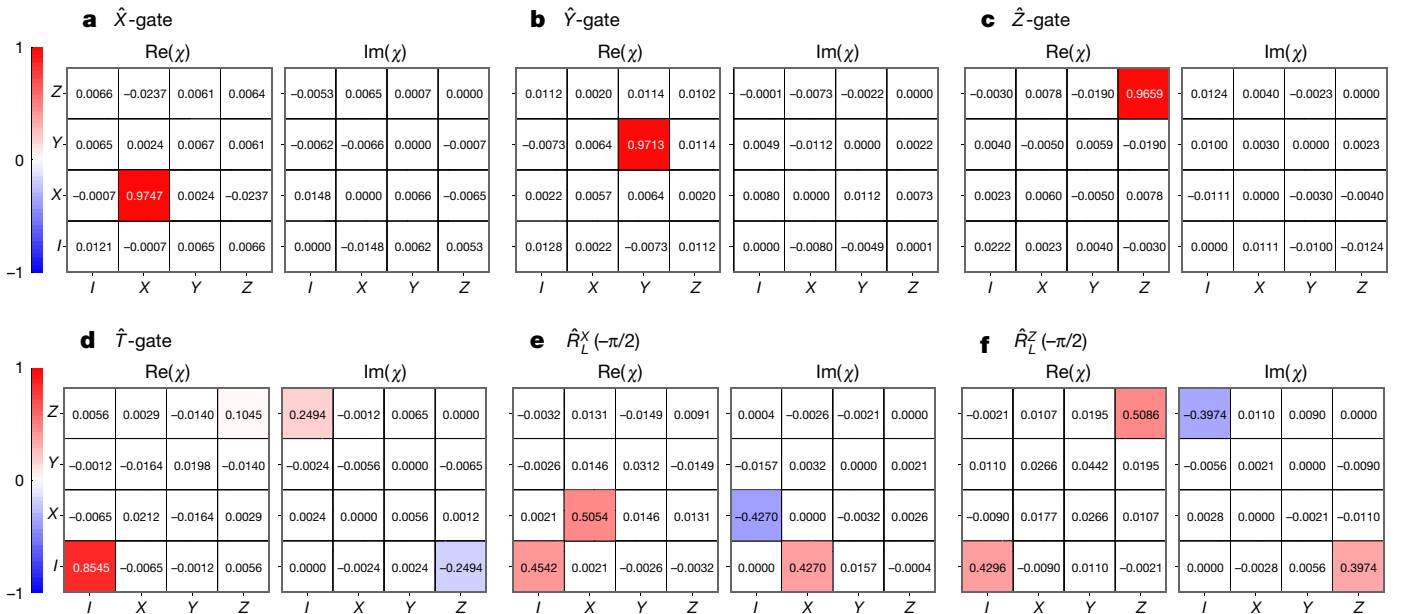 a X̂-gate b Ŷ-gate c Ẑ-gate
Re(χ) Im(χ) Re(χ) Im(χ) Re(χ) Im(χ)
1
Z 0.0066 −0.0237 0.0061 0.0064 −0.0053 0.0065 0.0007 0.0000 0.0112 0.0020 0.0114 0.0102 −0.0001 −0.0073 −0.0022 0.0000 −0.0030 0.0078 −0.0190 0.9659 0.0124 0.0040 −0.0023 0.0000
Y 0.0065 0.0024 0.0067 0.0061 −0.0062 −0.0066 0.0000 −0.0007 −0.0073 0.0064 0.9713 0.0114 0.0049 −0.0112 0.0000 0.0022 0.0040 −0.0050 0.0059 −0.0190 0.0100 0.0030 0.0000 0.0023
0
X −0.0007 0.9747 0.0024 −0.0237 0.0148 0.0000 0.0066 −0.0065 0.0022 0.0057 0.0064 0.0020 0.0080 0.0000 0.0112 0.0073 0.0023 0.0060 −0.0050 0.0078 −0.0111 0.0000 −0.0030 −0.0040
I 0.0121 −0.0007 0.0065 0.0066 0.0000 −0.0148 0.0062 0.0053 0.0128 0.0022 −0.0073 0.0112 0.0000 −0.0080 −0.0049 0.0001 0.0222 0.0023 0.0040 −0.0030 0.0000 0.0111 −0.0100 −0.0124
−1
I X Y Z I X Y Z I X Y Z I X Y Z I X Y Z I X Y Z
d T̂-gate e R̂_L^X (−π/2) f R̂_L^Z (−π/2)
Re(χ) Im(χ) Re(χ) Im(χ) Re(χ) Im(χ)
1
Z 0.0056 0.0029 −0.0140 0.1045 0.2494 −0.0012 0.0065 0.0000 −0.0032 0.0131 −0.0149 0.0091 0.0004 −0.0026 −0.0021 0.0000 −0.0021 0.0107 0.0195 0.5086 −0.3974 0.0110 0.0090 0.0000
Y −0.0012 −0.0164 0.0198 −0.0140 −0.0024 −0.0056 0.0000 −0.0065 −0.0026 0.0146 0.0312 −0.0149 −0.0157 0.0032 0.0000 0.0021 0.0110 0.0266 0.0442 0.0195 −0.0056 0.0021 0.0000 −0.0090
0
X −0.0065 0.0212 −0.0164 0.0029 0.0024 0.0000 0.0056 0.0012 0.0021 0.5054 0.0146 0.0131 −0.4270 0.0000 −0.0032 0.0026 −0.0090 0.0177 0.0266 0.0107 0.0028 0.0000 −0.0021 −0.0110
I 0.8545 −0.0065 −0.0012 0.0056 0.0000 −0.0024 0.0024 −0.2494 0.4542 0.0021 −0.0026 −0.0032 0.0000 0.4270 0.0157 −0.0004 0.4296 −0.0090 0.0110 −0.0021 0.0000 −0.0028 0.0056 0.3974
−1
I X Y Z I X Y Z I X Y Z I X Y Z I X Y Z I X Y Z